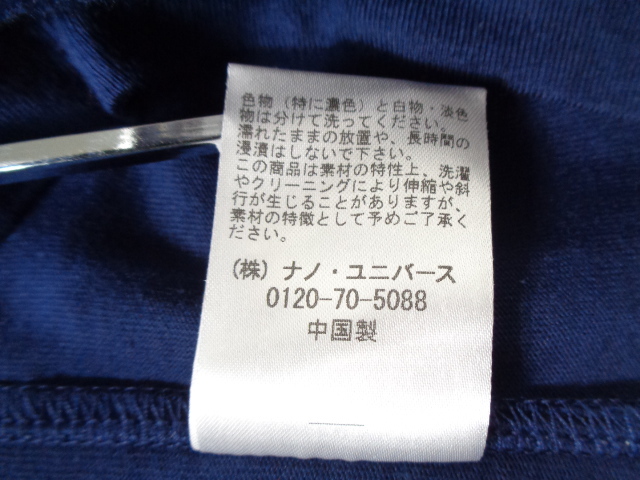 色物（特に濃色）と白物・淡色
物は分けて洗ってください。
濡れたままの放置や、長時間の
浸漬はしないで下さい。
この商品は素材の特性上、洗濯
やクリーニングにより伸縮や斜
行が生じることがありますが、
素材の特徴として予めご了承く
ださい。
（株）ナノ・ユニバース
0120-70-5088
中国製